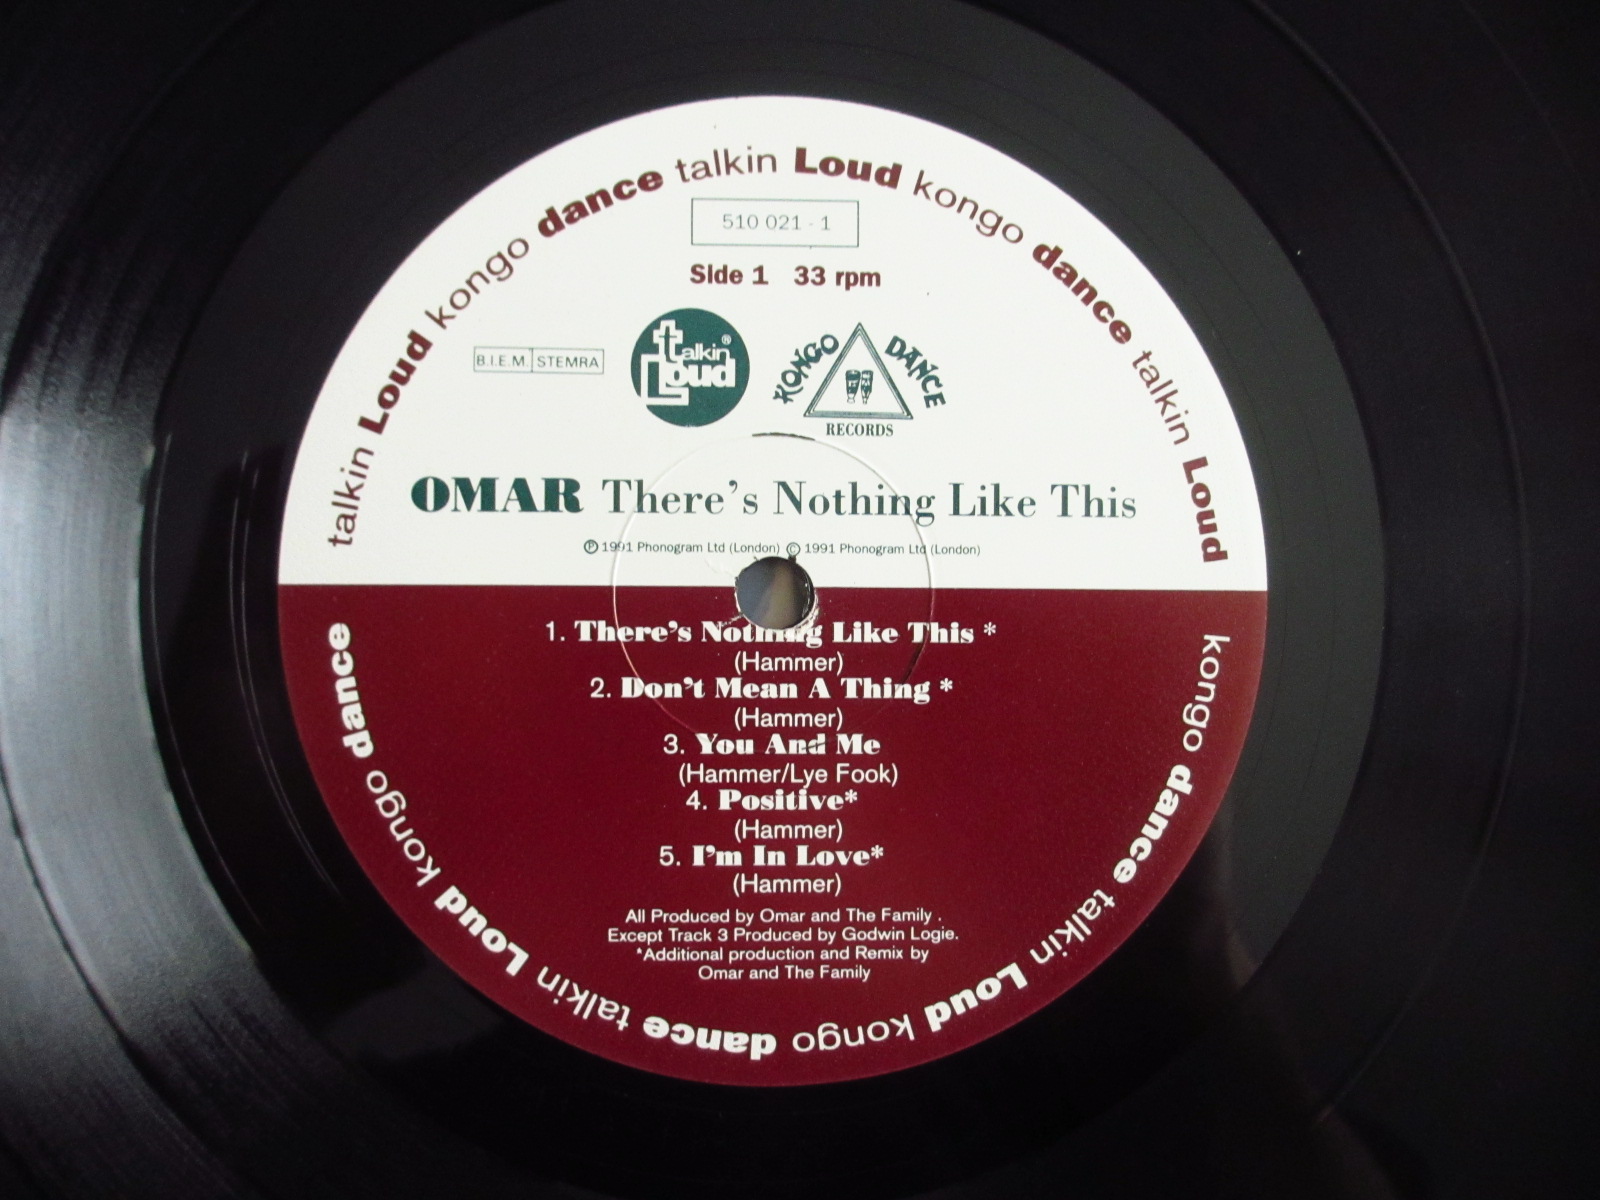 talkin Loud kongo dance talkin Loud kongo dance talkin Loud
510 021 - 1
Side 1 33 rpm
B.I.E.M. STEMRA
talkin Loud ®
KONGO DANCE
RECORDS
OMAR There's Nothing Like This
℗ 1991 Phonogram Ltd (London) © 1991 Phonogram Ltd (London)
1. There's Nothing Like This *
(Hammer)
2. Don't Mean A Thing *
(Hammer)
3. You And Me
(Hammer/Lye Fook)
4. Positive*
(Hammer)
5. I'm In Love*
(Hammer)
All Produced by Omar and The Family .
Except Track 3 Produced by Godwin Logie.
*Additional production and Remix by
Omar and The Family
kongo dance talkin Loud kongo dance talkin Loud kongo dance